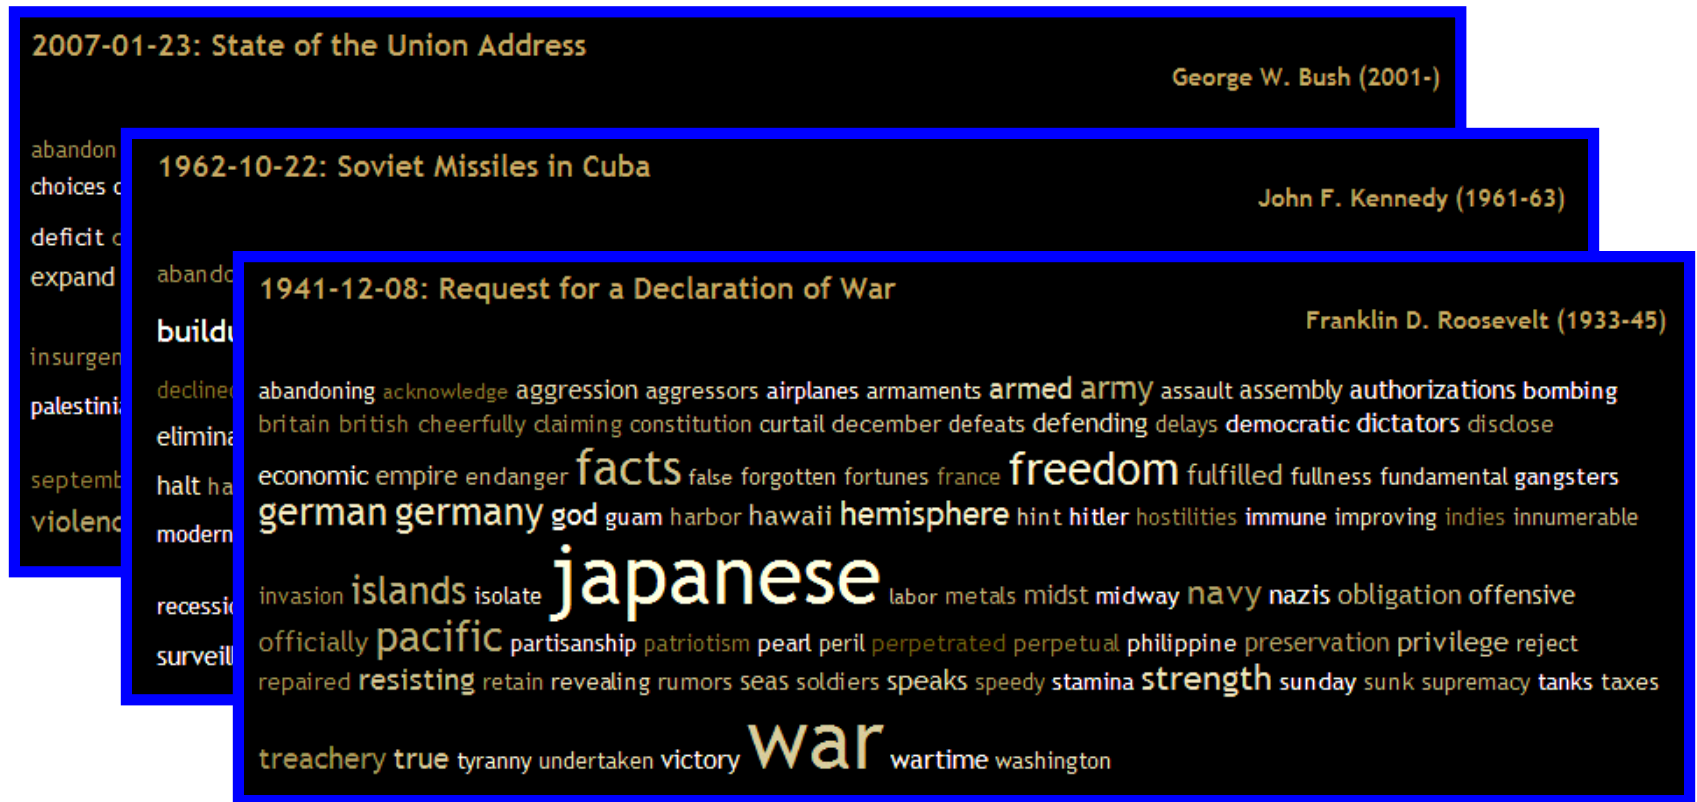 2007-01-23: State of the Union Address
George W. Bush (2001-)
abandon
choices
deficit
expand
palestini
violenc
1962-10-22: Soviet Missiles in Cuba
John F. Kennedy (1961-63)
abando
build
declined
elimina
halt ha
modern
recessio
surveill
insurgen
septemb
1941-12-08: Request for a Declaration of War
Franklin D. Roosevelt (1933-45)
abandoning acknowledge aggression aggressors airplanes armaments armed army assault assembly authorizations bombing
britain british cheerfully claiming constitution curtail december defeats defending delays democratic dictators disclose
economic empire endanger facts false forgotten fortunes france freedom fulfilled fullness fundamental gangsters
german germany god guam harbor hawaii hemisphere hint hitler hostilities immune improving indies innumerable
invasion islands isolate japanese labor metals midst midway navy nazis obligation offensive
officially pacific partisanship patriotism pearl peril perpetrated perpetual philippine preservation privilege reject
repaired resisting retain revealing rumors seas soldiers speaks speedy stamina strength sunday sunk supremacy tanks taxes
treachery true tyranny undertaken victory war wartime washington